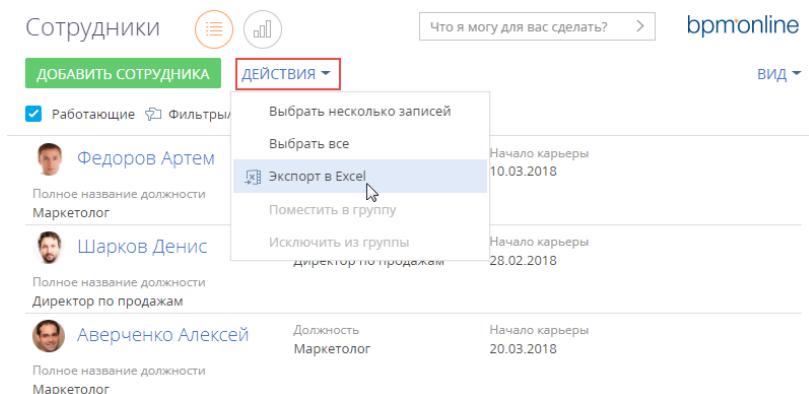 Сотрудники
Что я могу для вас сделать?
bpmonline
ДОБАВИТЬ СОТРУДНИКА
ДЕЙСТВИЯ
ВИД
Работающие
Фильтры
Выбрать несколько записей
Выбрать все
Экспорт в Excel
Поместить в группу
Исключить из группы
Федоров Артем
Начало карьеры
10.03.2018
Полное название должности
Маркетолог
Шарков Денис
Директор по продажам
Начало карьеры
28.02.2018
Полное название должности
Директор по продажам
Аверченко Алексей
Должность
Маркетолог
Начало карьеры
20.03.2018
Полное название должности
Маркетолог